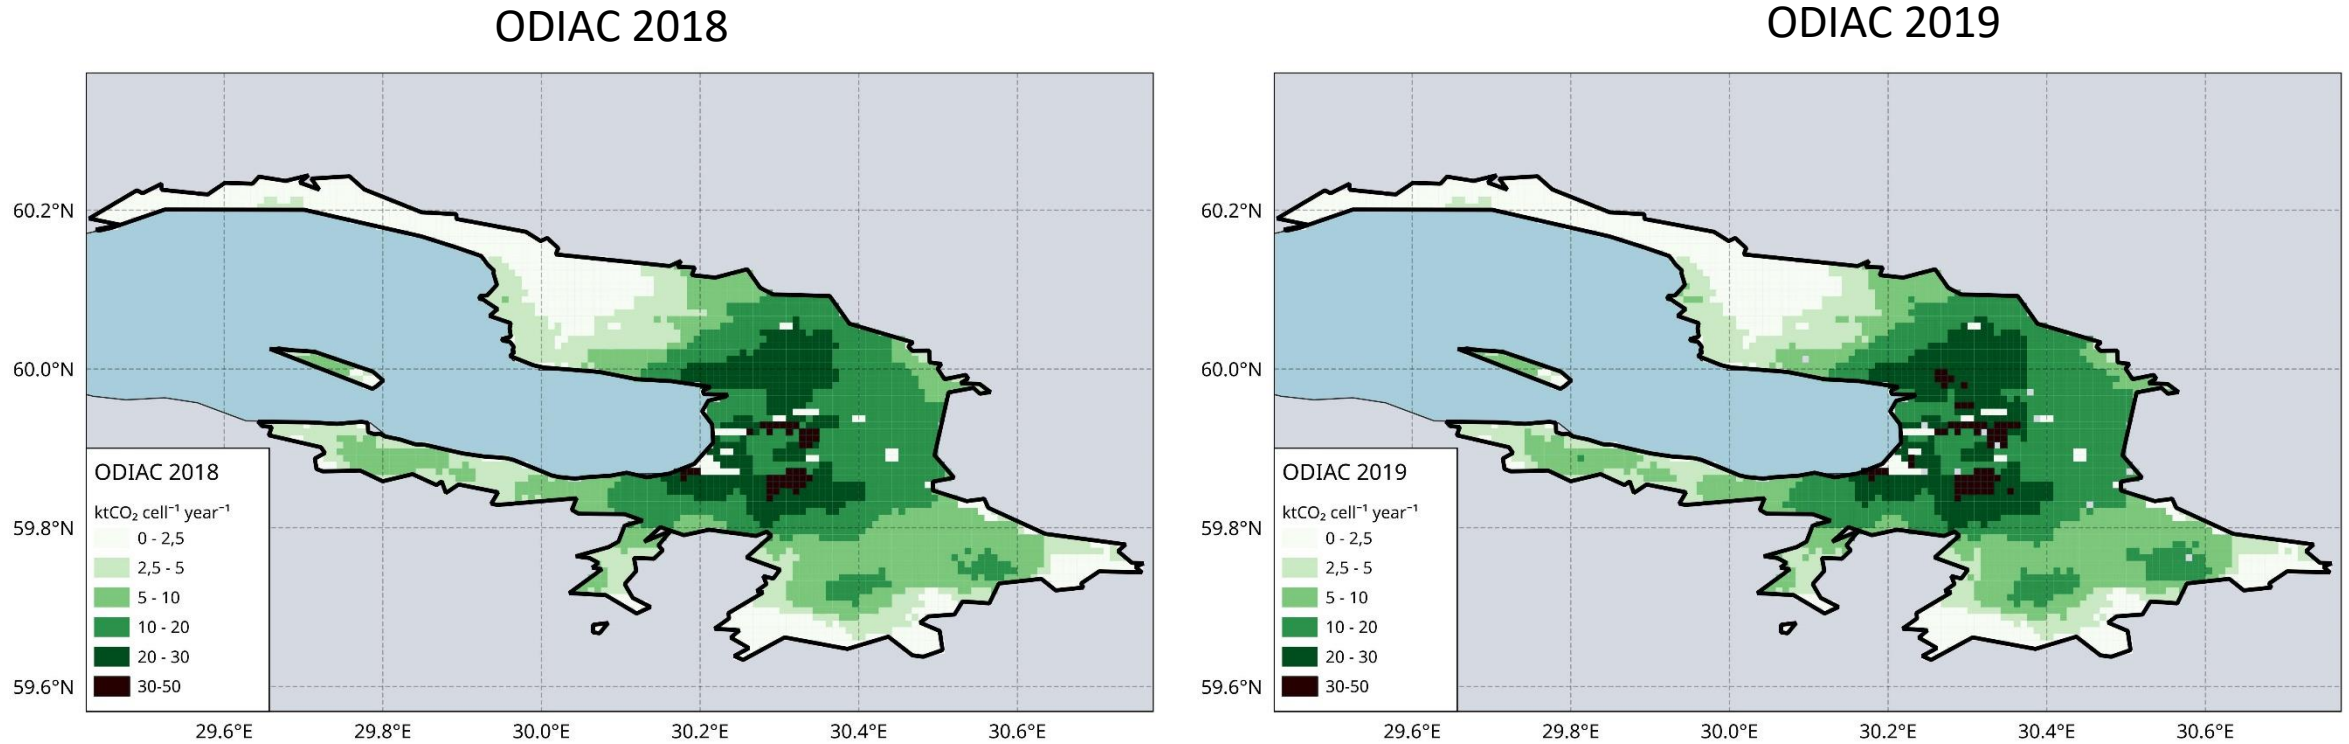 ODIAC 2018
60.2°N
60.0°N
59.8°N
59.6°N
ODIAC 2018
ktCO₂ cell⁻¹ year⁻¹
0 - 2,5
2,5 - 5
5 - 10
10 - 20
20 - 30
30-50
29.6°E 29.8°E 30.0°E 30.2°E 30.4°E 30.6°E
ODIAC 2019
60.2°N
60.0°N
59.8°N
59.6°N
ODIAC 2019
ktCO₂ cell⁻¹ year⁻¹
0 - 2,5
2,5 - 5
5 - 10
10 - 20
20 - 30
30-50
29.6°E 29.8°E 30.0°E 30.2°E 30.4°E 30.6°E